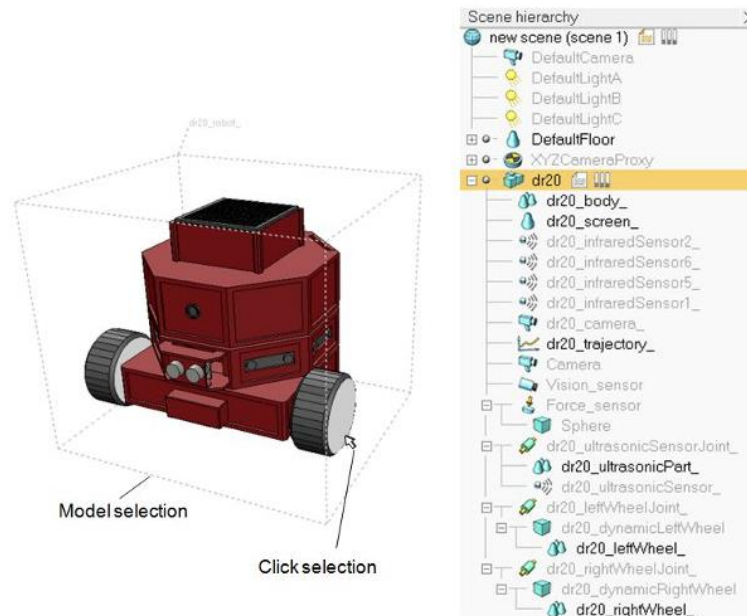 dr20_robot_
Model selection
Click selection
Scene hierarchy
new scene (scene 1)
DefaultCamera
DefaultLightA
DefaultLightB
DefaultLightC
DefaultFloor
XYZCameraProxy
dr20
dr20_body_
dr20_screen_
dr20_infraredSensor2_
dr20_infraredSensor6_
dr20_infraredSensor5_
dr20_infraredSensor1_
dr20_camera_
dr20_trajectory_
Camera
Vision_sensor
Force_sensor
Sphere
dr20_ultrasonicSensorJoint_
dr20_ultrasonicPart_
dr20_ultrasonicSensor_
dr20_leftWheelJoint_
dr20_dynamicLeftWheel
dr20_leftWheel_
dr20_rightWheelJoint_
dr20_dynamicRightWheel
dr20_rightWheel_